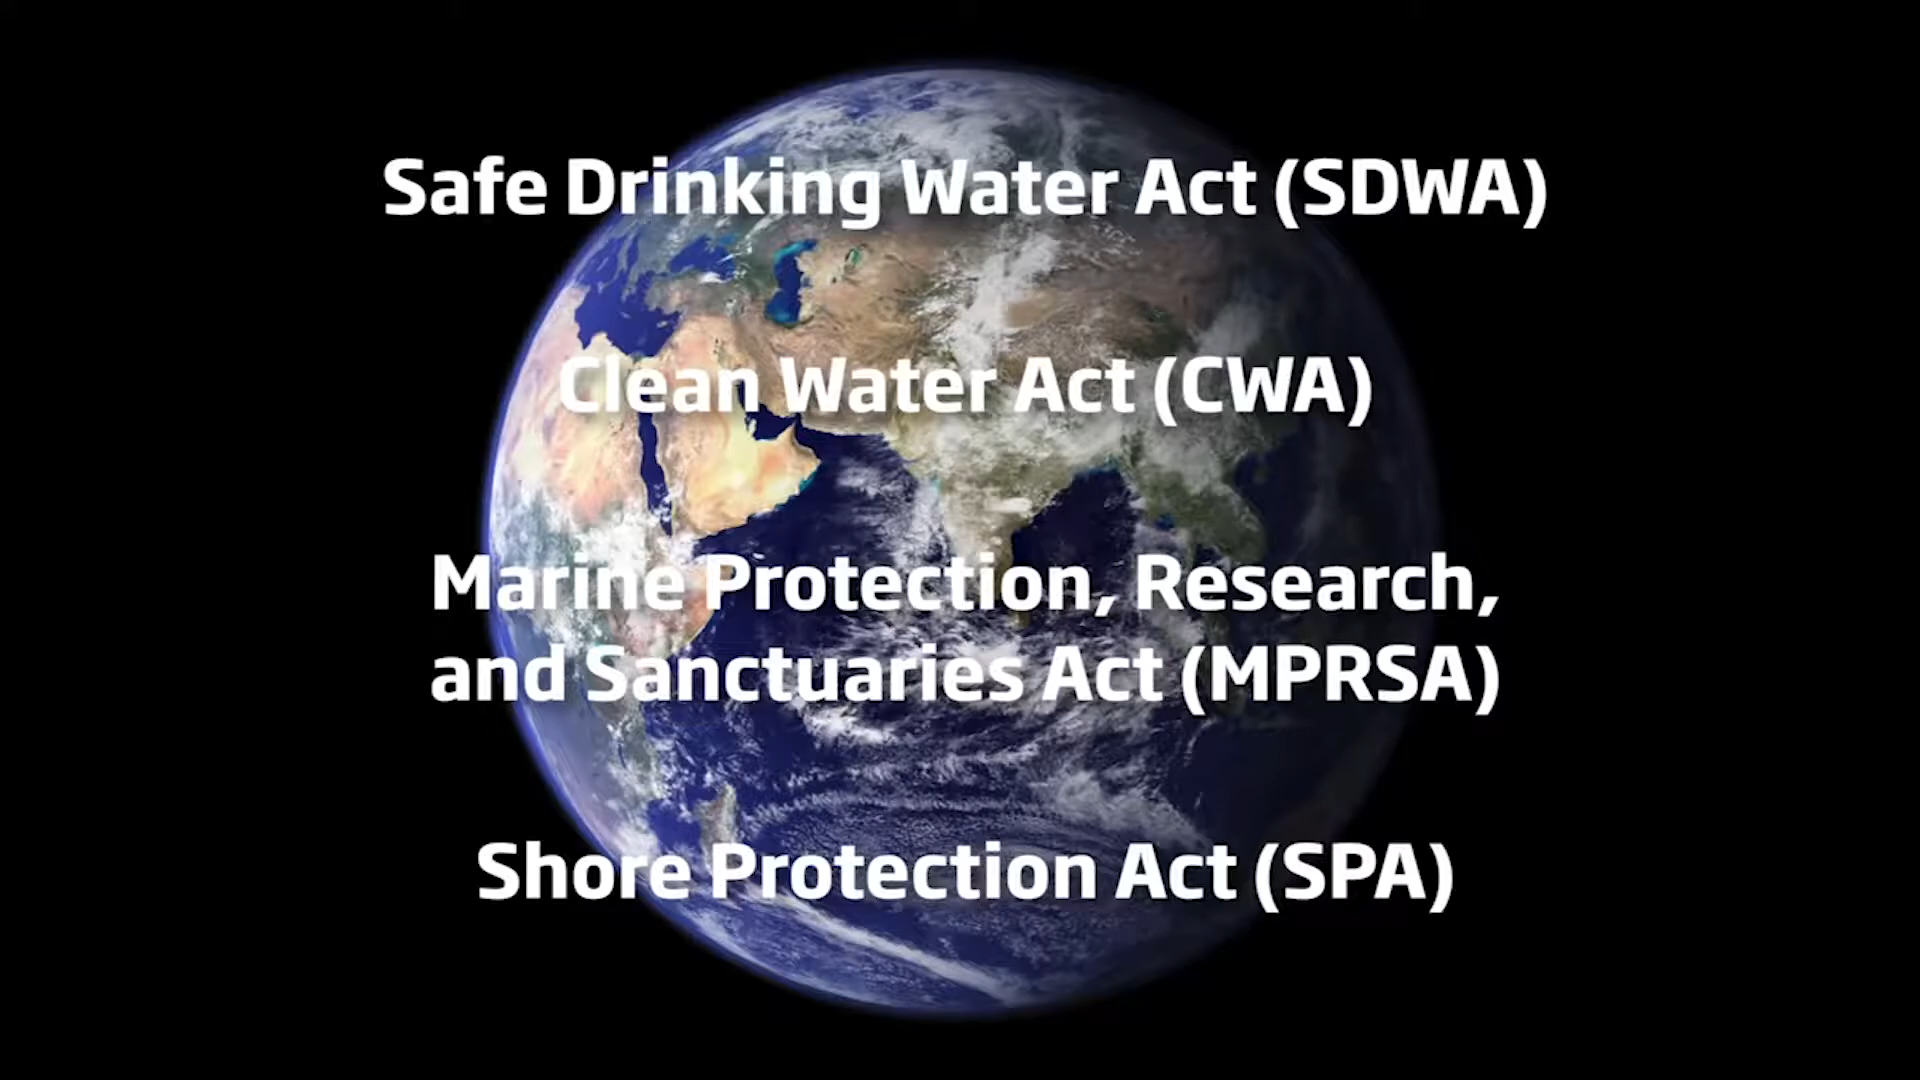 Safe Drinking Water Act (SDWA)
Clean Water Act (CWA)
Marine Protection, Research,
and Sanctuaries Act (MPRSA)
Shore Protection Act (SPA)